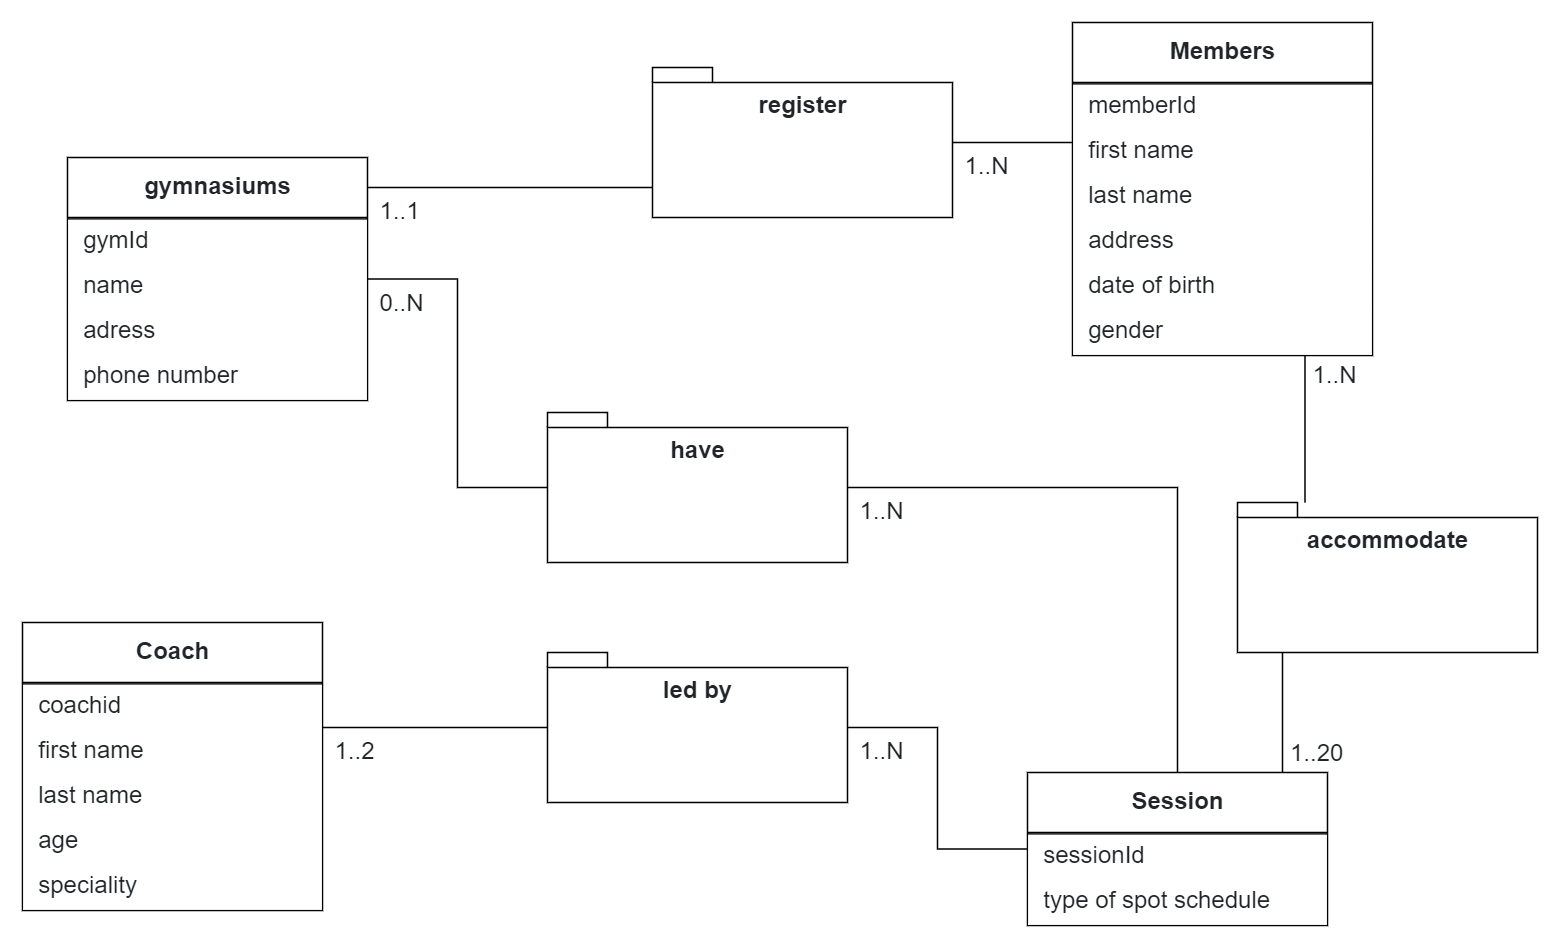 Members
memberId
first name
last name
address
date of birth
gender
register
1..N
gymnasiums
gymId
name
adress
phone number
1..1
0..N
1..N
have
1..N
accommodate
1..20
Coach
coachid
first name
last name
age
speciality
1..2
led by
1..N
Session
sessionId
type of spot schedule